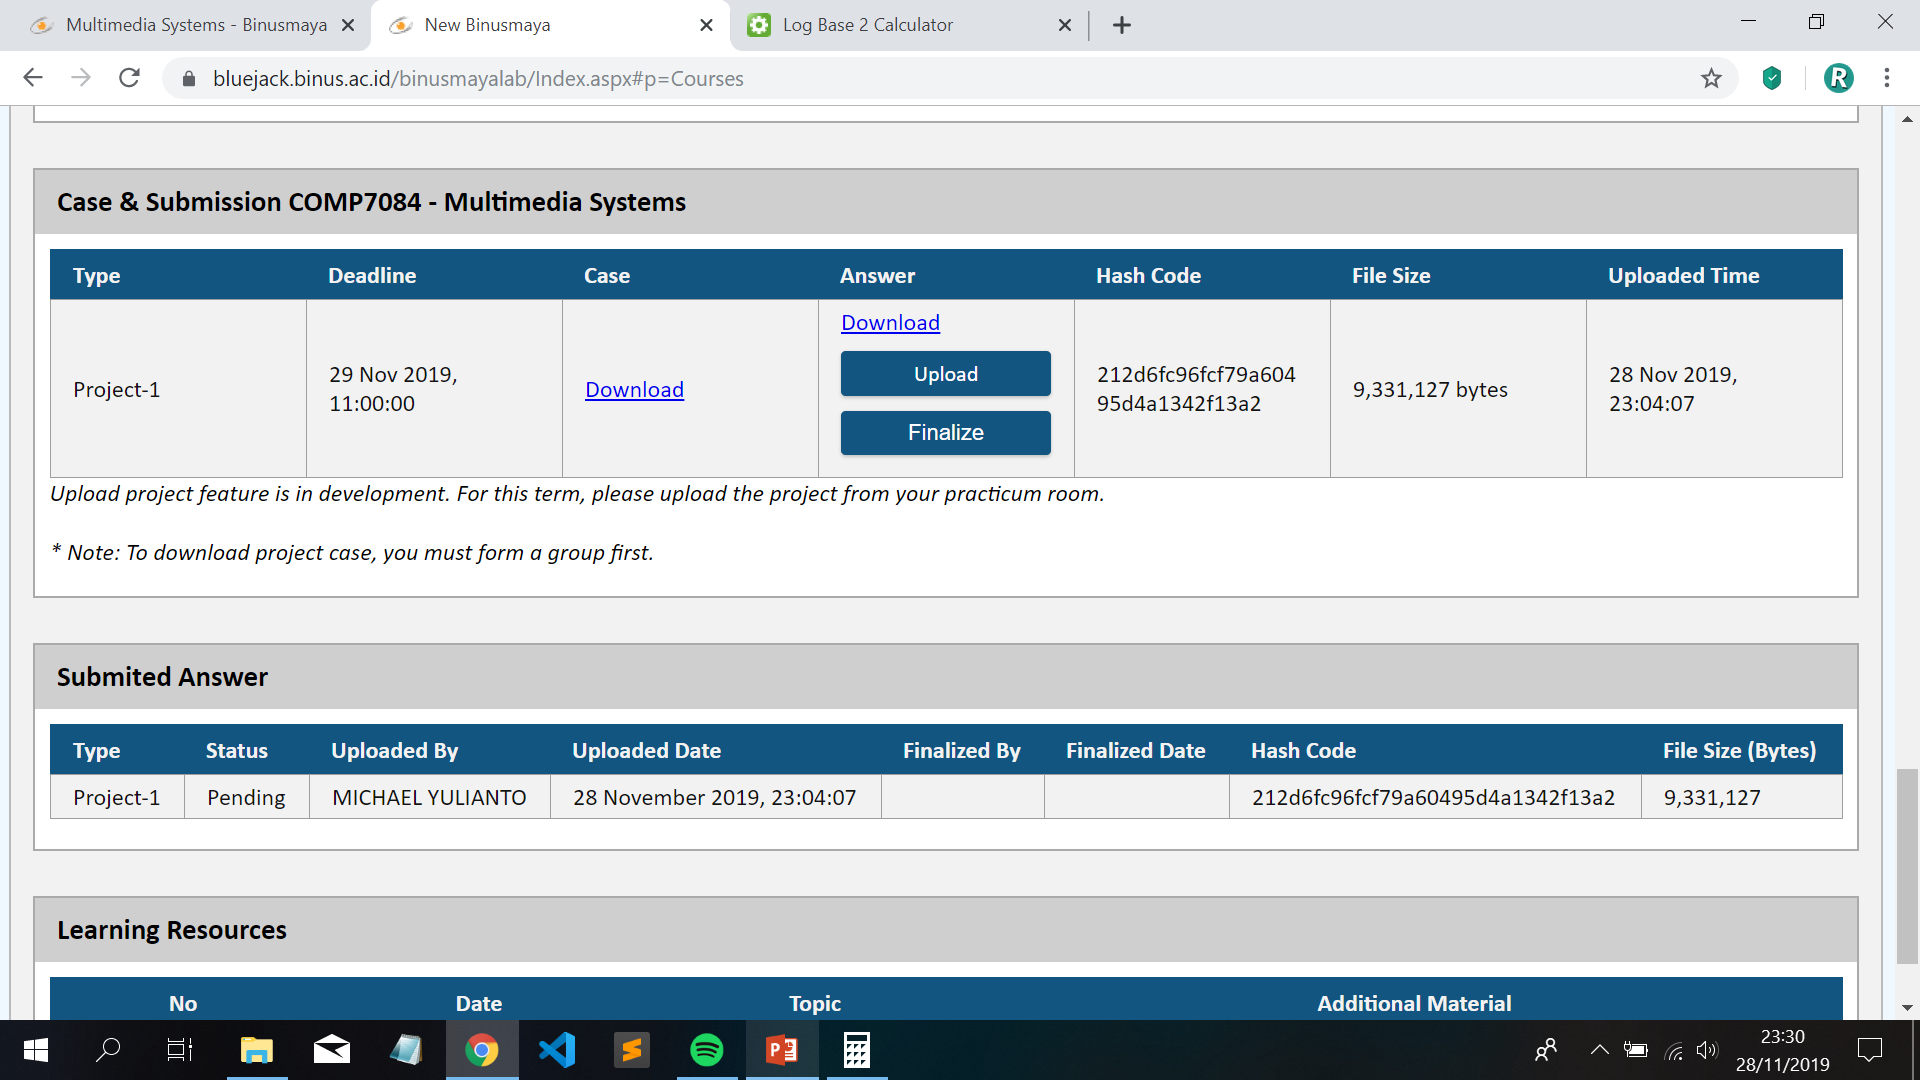 Multimedia Systems - Binusmaya
New Binusmaya
Log Base 2 Calculator
bluejack.binus.ac.id/binusmayalab/Index.aspx#p=Courses
R
Case & Submission COMP7084 - Multimedia Systems
Type Deadline Case Answer Hash Code File Size Uploaded Time
Project-1
29 Nov 2019,
11:00:00
Download
Download
Upload
Finalize
212d6fc96fcf79a604
95d4a1342f13a2
9,331,127 bytes
28 Nov 2019,
23:04:07
Upload project feature is in development. For this term, please upload the project from your practicum room.
* Note: To download project case, you must form a group first.
Submited Answer
Type Status Uploaded By Uploaded Date Finalized By Finalized Date Hash Code File Size (Bytes)
Project-1 Pending MICHAEL YULIANTO 28 November 2019, 23:04:07 212d6fc96fcf79a60495d4a1342f13a2 9,331,127
Learning Resources
No Date Topic Additional Material
23:30
28/11/2019